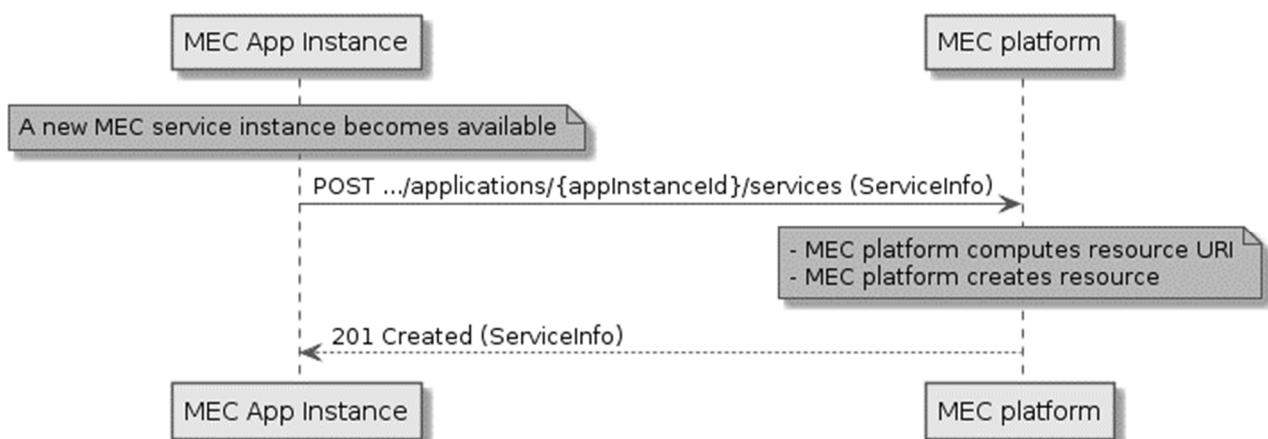 MEC App Instance
MEC platform
A new MEC service instance becomes available
POST .../applications/{appInstanceId}/services (ServiceInfo)
- MEC platform computes resource URI
- MEC platform creates resource
201 Created (ServiceInfo)
MEC App Instance
MEC platform